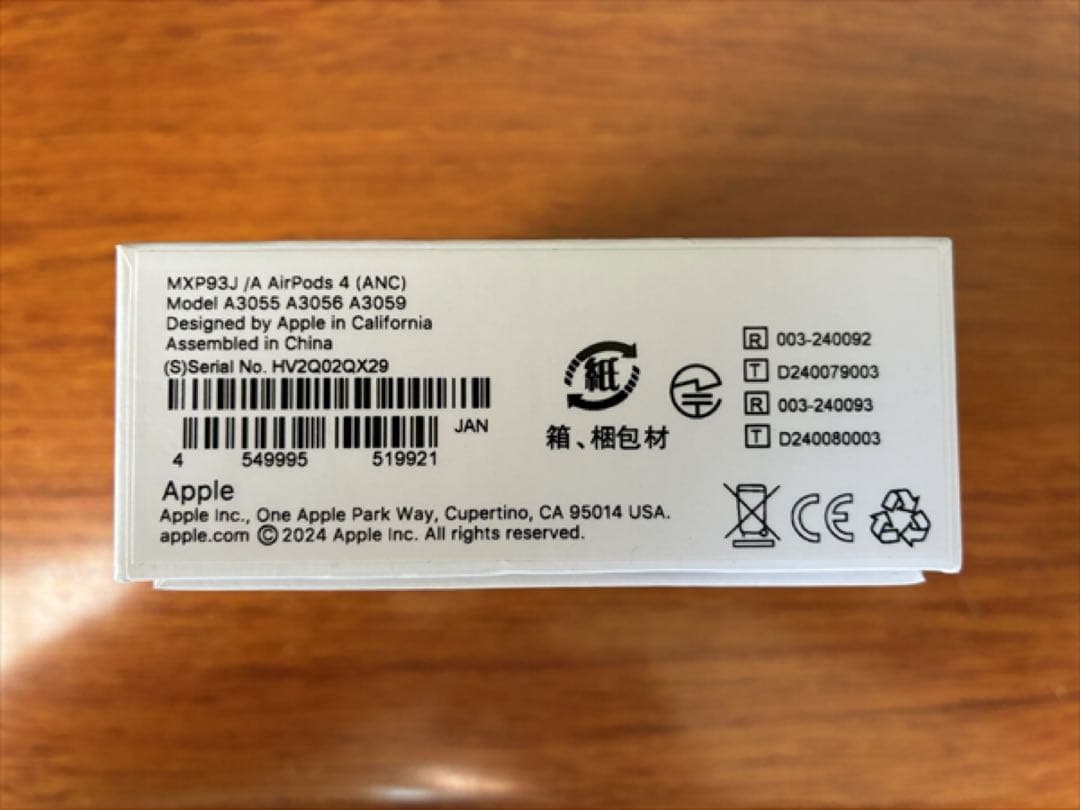 MXP93J /A AirPods 4 (ANC)
Model A3055 A3056 A3059
Designed by Apple in California
Assembled in China
(S)Serial No. HV2Q02QX29
JAN
4 549995 519921
Apple
Apple Inc., One Apple Park Way, Cupertino, CA 95014 USA.
apple.com ©2024 Apple Inc. All rights reserved.
紙
箱、梱包材
R 003-240092
T D240079003
R 003-240093
T D240080003
CE